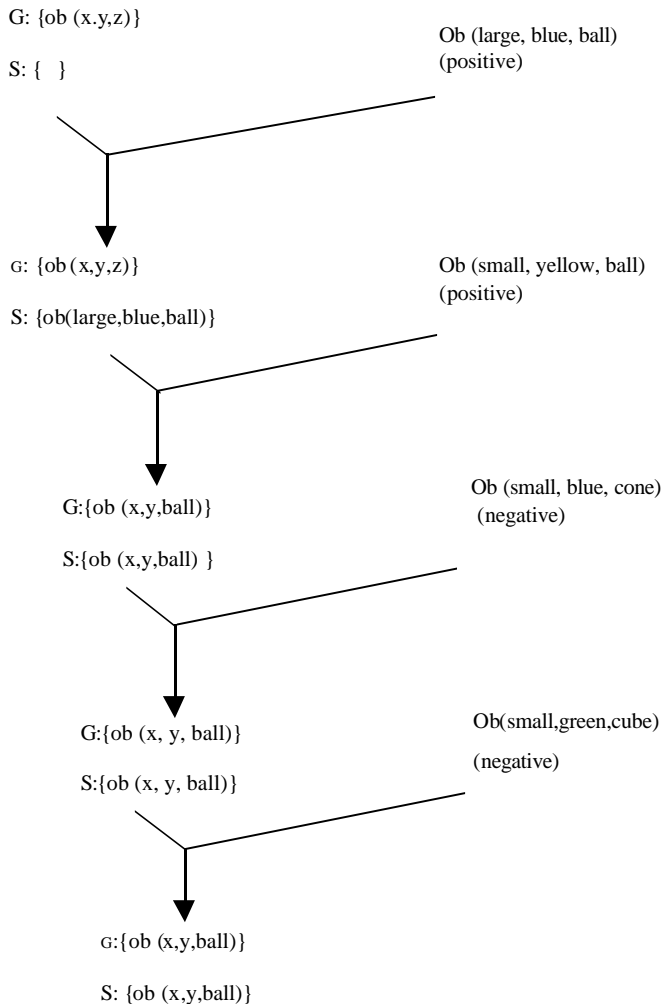 G: {ob (x.y,z)}
Ob (large, blue, ball)
(positive)
S: { }
G: {ob (x,y,z)}
Ob (small, yellow, ball)
(positive)
S: {ob(large,blue,ball)}
Ob (small, blue, cone)
(negative)
G:{ob (x,y,ball)}
S:{ob (x,y,ball) }
Ob(small,green,cube)
(negative)
G:{ob (x, y, ball)}
S:{ob (x, y, ball)}
G:{ob (x,y,ball)}
S: {ob (x,y,ball)}